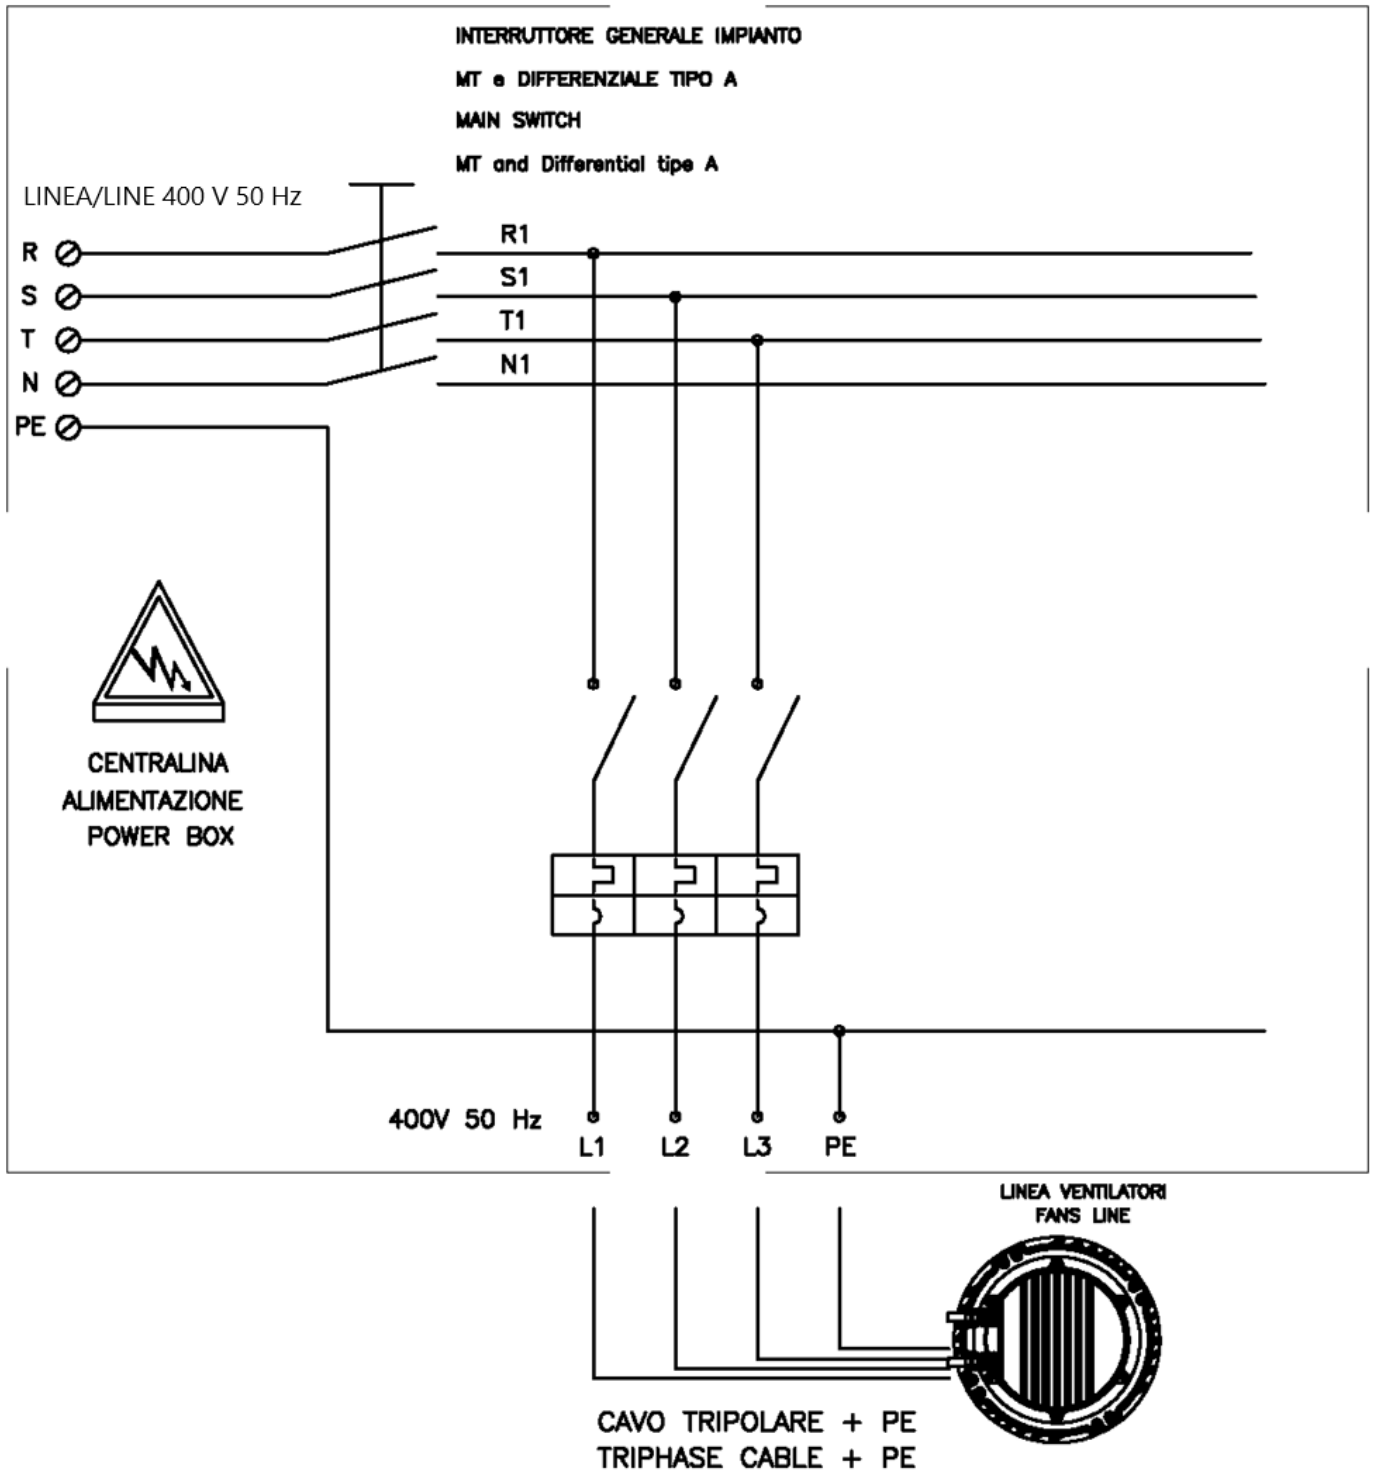 INTERRUTTORE GENERALE IMPIANTO
MT e DIFFERENZIALE TIPO A
MAIN SWITCH
MT and Differential tipe A
LINEA/LINE 400 V 50 Hz
R
R1
S
S1
T
T1
N
N1
PE
CENTRALINA
ALIMENTAZIONE
POWER BOX
400V 50 Hz
L1
L2
L3
PE
LINEA VENTILATORI
FANS LINE
CAVO TRIPOLARE + PE
TRIPHASE CABLE + PE